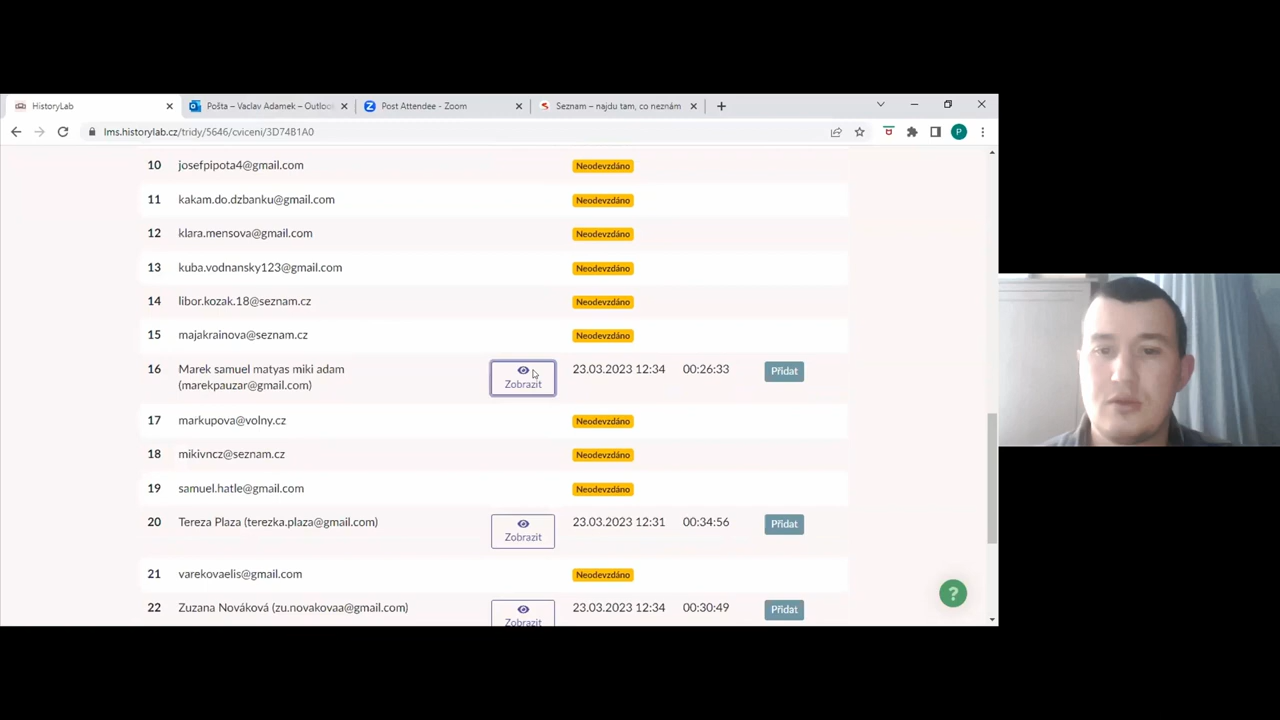 HistoryLab
Pošta – Vaclav Adamek – Outloo
Post Attendee - Zoom
Seznam – najdu tam, co neznám
lms.historylab.cz/tridy/5646/cviceni/3D74B1A0
P
10 josefpipota4@gmail.com Neodevzdáno
11 kakam.do.dzbanku@gmail.com Neodevzdáno
12 klara.mensova@gmail.com Neodevzdáno
13 kuba.vodnansky123@gmail.com Neodevzdáno
14 libor.kozak.18@seznam.cz Neodevzdáno
15 majakrainova@seznam.cz Neodevzdáno
16 Marek samuel matyas miki adam 23.03.2023 12:34 00:26:33 Přidat
(marekpauzar@gmail.com) Zobrazit
17 markupova@volny.cz Neodevzdáno
18 mikivncz@seznam.cz Neodevzdáno
19 samuel.hatle@gmail.com Neodevzdáno
20 Tereza Plaza (terezka.plaza@gmail.com) 23.03.2023 12:31 00:34:56 Přidat
Zobrazit
21 varekovaelis@gmail.com Neodevzdáno
22 Zuzana Nováková (zu.novakovaa@gmail.com) 23.03.2023 12:34 00:30:49 Přidat
Zobrazit
?